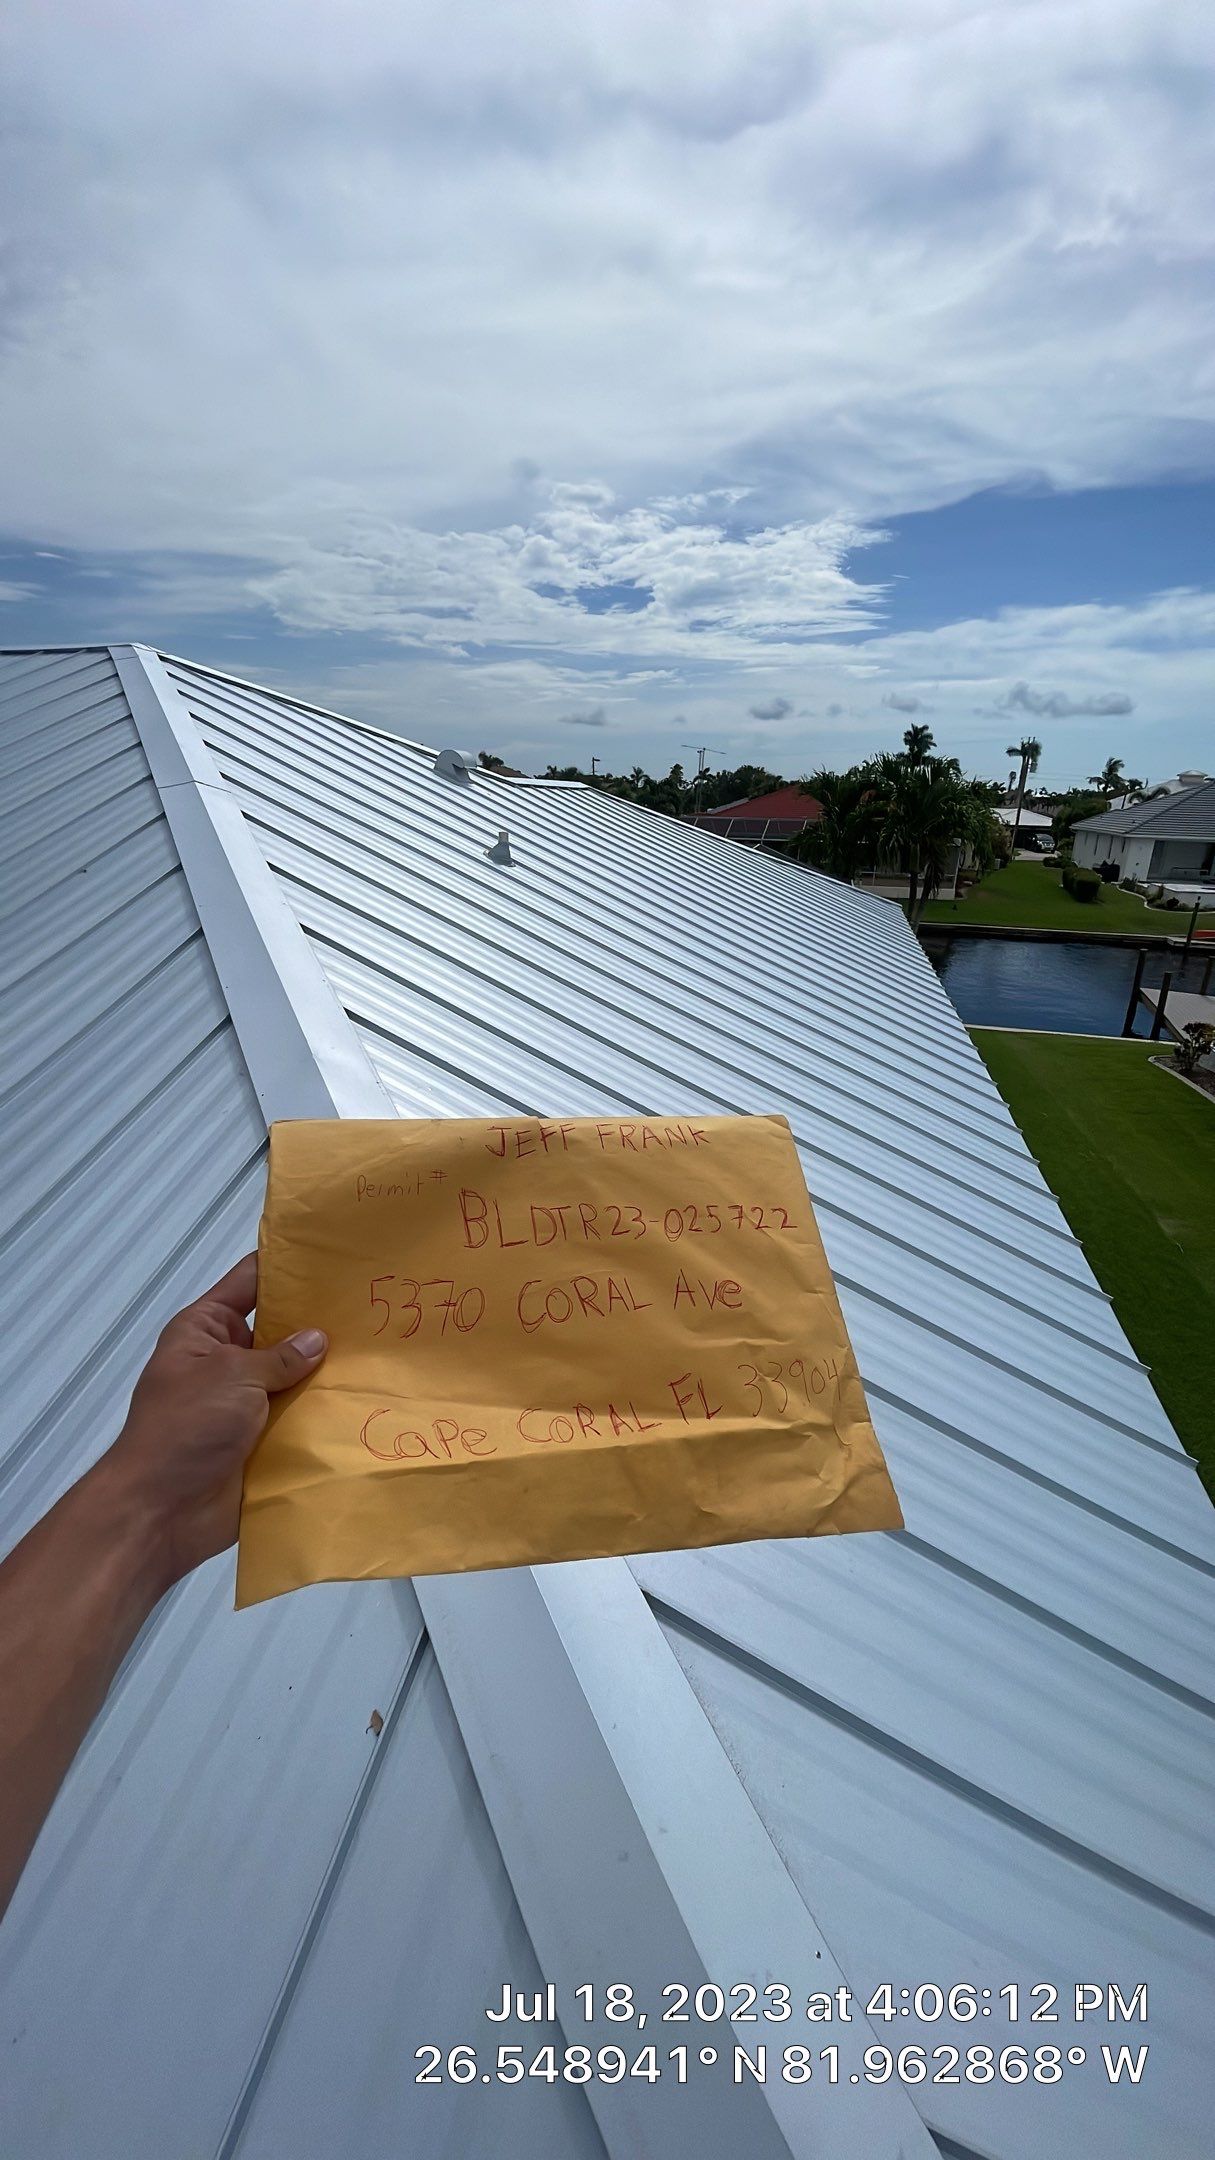 JEFF FRANK
Permit #
BLDTR23-025722
5370 CORAL Ave
Cape CORAL FL 33904
Jul 18, 2023 at 4:06:12 PM
26.548941° N 81.962868° W